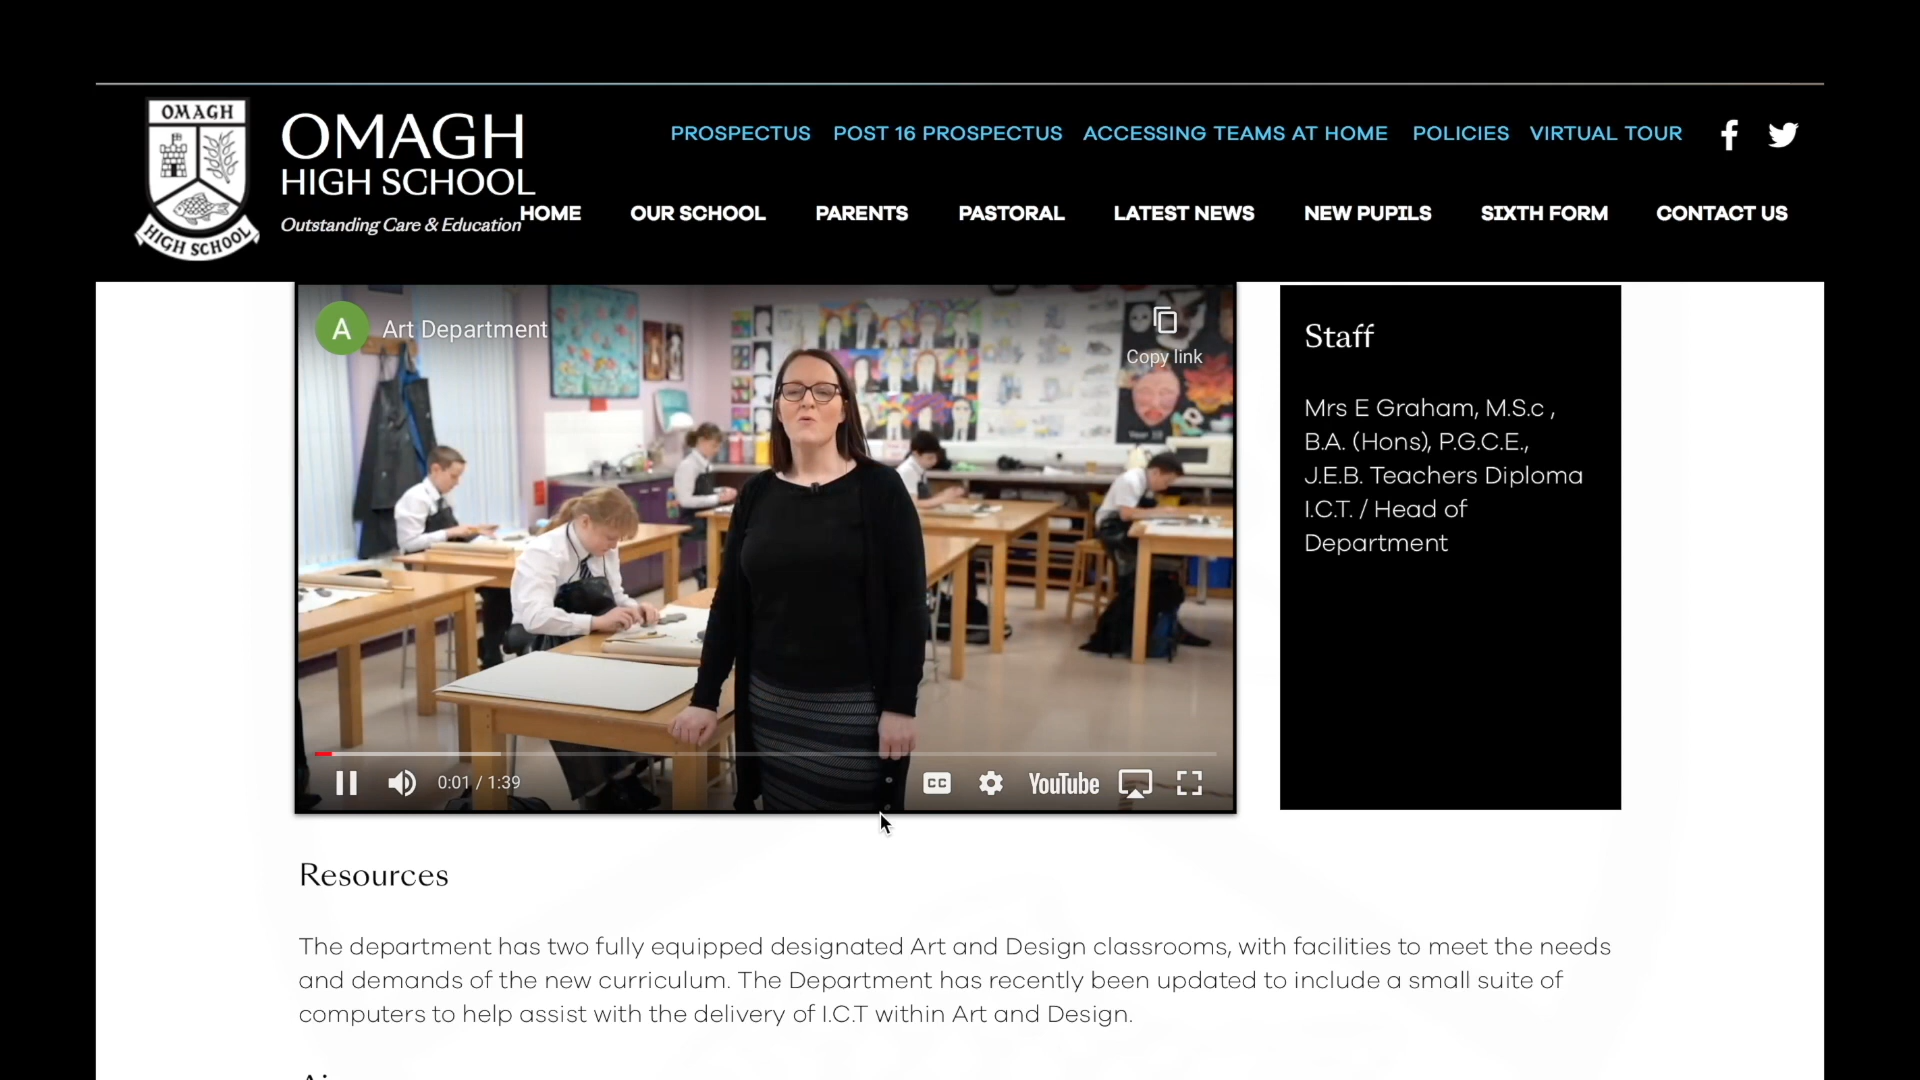 OMAGH
HIGH SCHOOL
OMAGH
HIGH SCHOOL
Outstanding Care & Education
PROSPECTUS POST 16 PROSPECTUS ACCESSING TEAMS AT HOME POLICIES VIRTUAL TOUR
HOME OUR SCHOOL PARENTS PASTORAL LATEST NEWS NEW PUPILS SIXTH FORM CONTACT US
A Art Department
Copy link
0:01 / 1:39
CC
YouTube
Staff
Mrs E Graham, M.S.c ,
B.A. (Hons), P.G.C.E.,
J.E.B. Teachers Diploma
I.C.T. / Head of
Department
Resources
The department has two fully equipped designated Art and Design classrooms, with facilities to meet the needs
and demands of the new curriculum. The Department has recently been updated to include a small suite of
computers to help assist with the delivery of I.C.T within Art and Design.